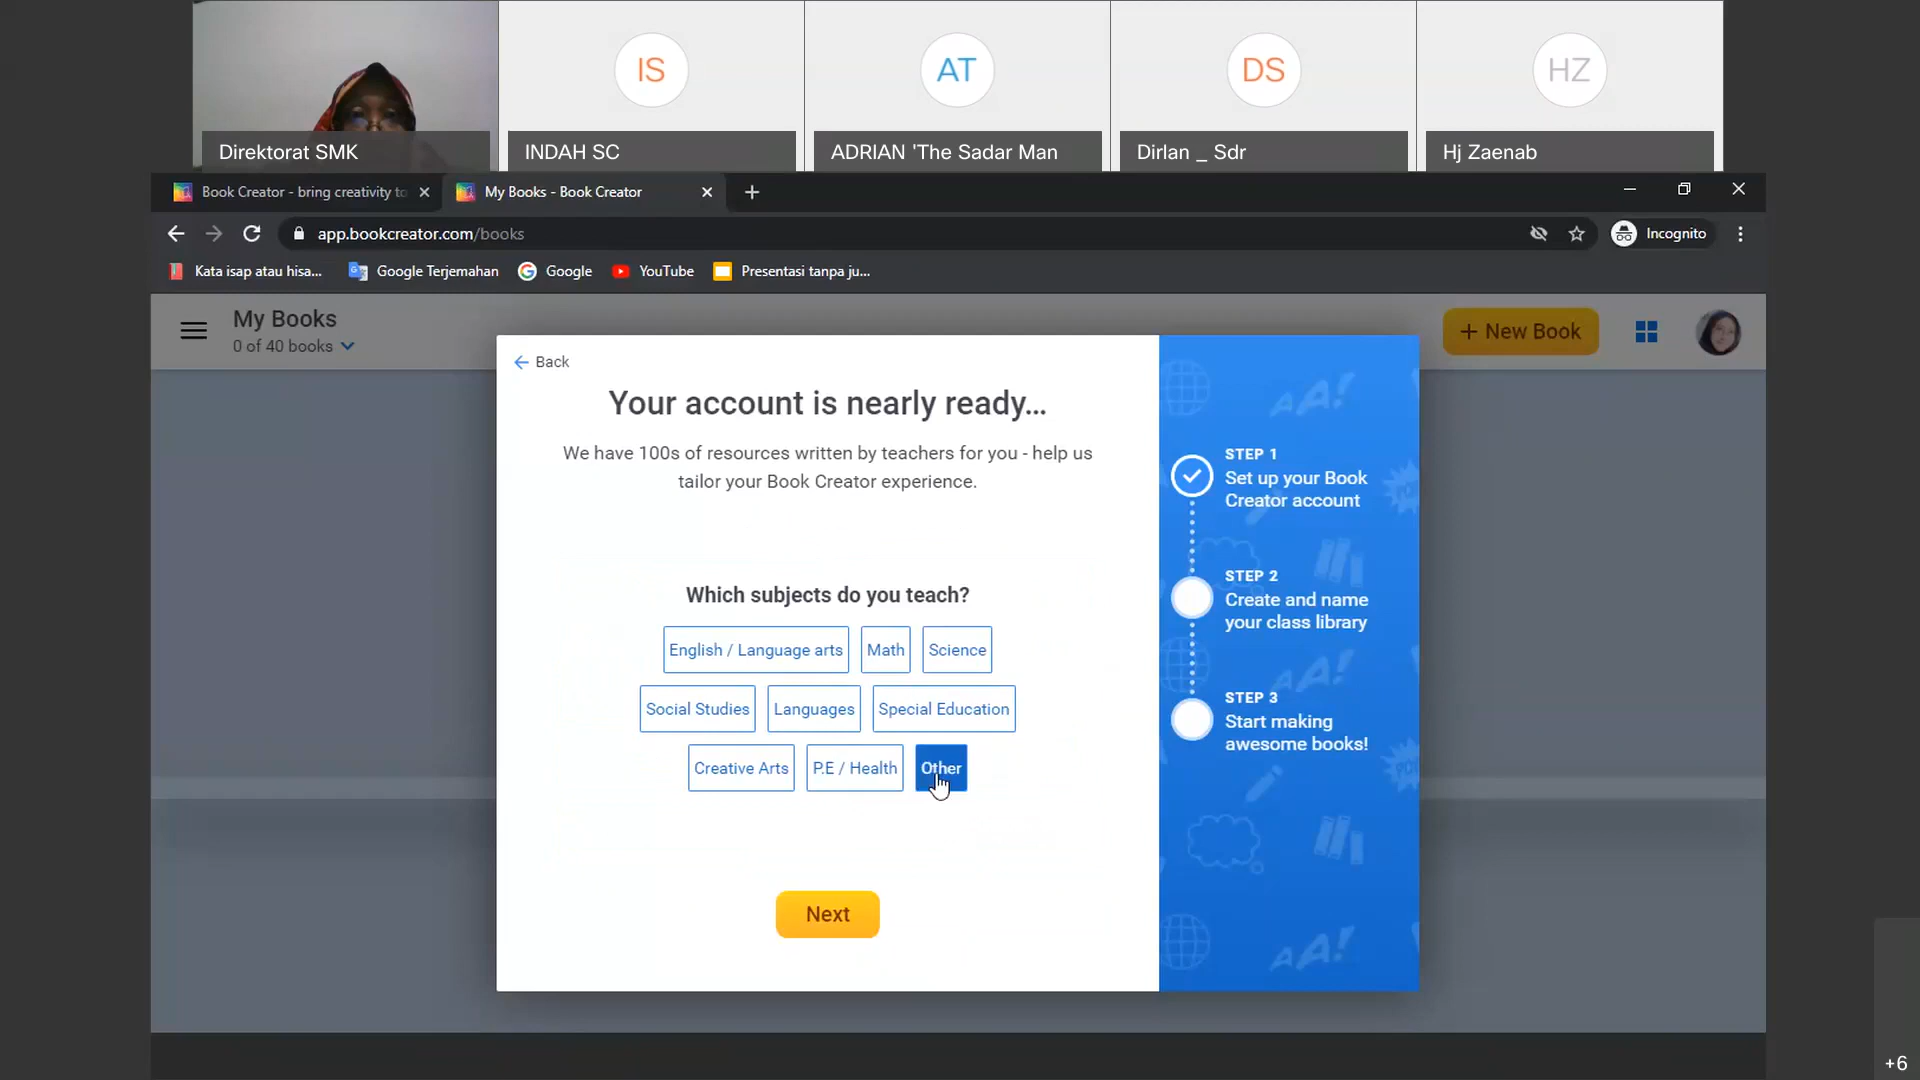 IS
AT
DS
HZ
Direktorat SMK
INDAH SC
ADRIAN 'The Sadar Man
Dirlan _ Sdr
Hj Zaenab
Book Creator - bring creativity to
My Books - Book Creator
app.bookcreator.com/books
Incognito
Kata isap atau hisa...
Google Terjemahan
Google
YouTube
Presentasi tanpa ju...
My Books
0 of 40 books
+ New Book
Back
Your account is nearly ready...
We have 100s of resources written by teachers for you - help us
tailor your Book Creator experience.
Which subjects do you teach?
English / Language arts
Math
Science
Social Studies
Languages
Special Education
Creative Arts
P.E / Health
Other
Next
STEP 1
Set up your Book
Creator account
STEP 2
Create and name
your class library
STEP 3
Start making
awesome books!
AA!
AA!
AA!
+6